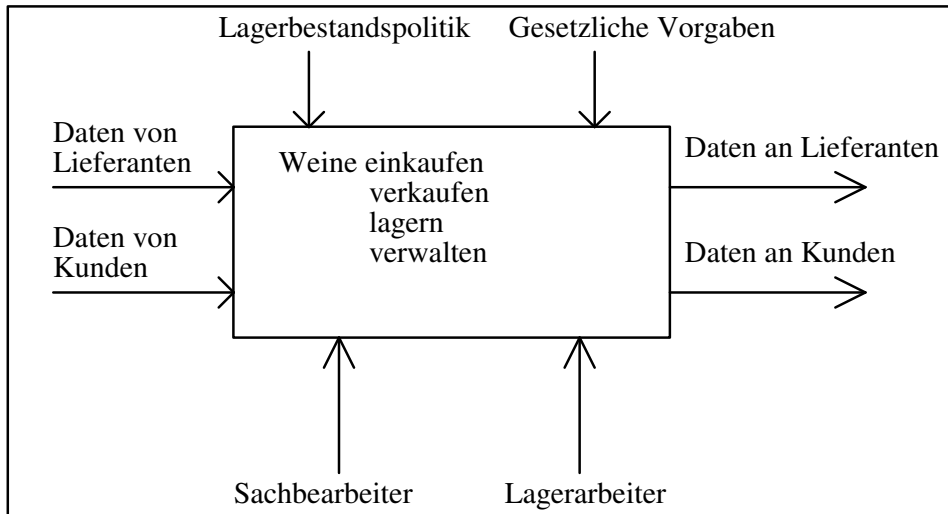 Lagerbestandspolitik
Gesetzliche Vorgaben
Daten von
Lieferanten
Weine einkaufen
verkaufen
lagern
verwalten
Daten an Lieferanten
Daten von
Kunden
Daten an Kunden
Sachbearbeiter
Lagerarbeiter